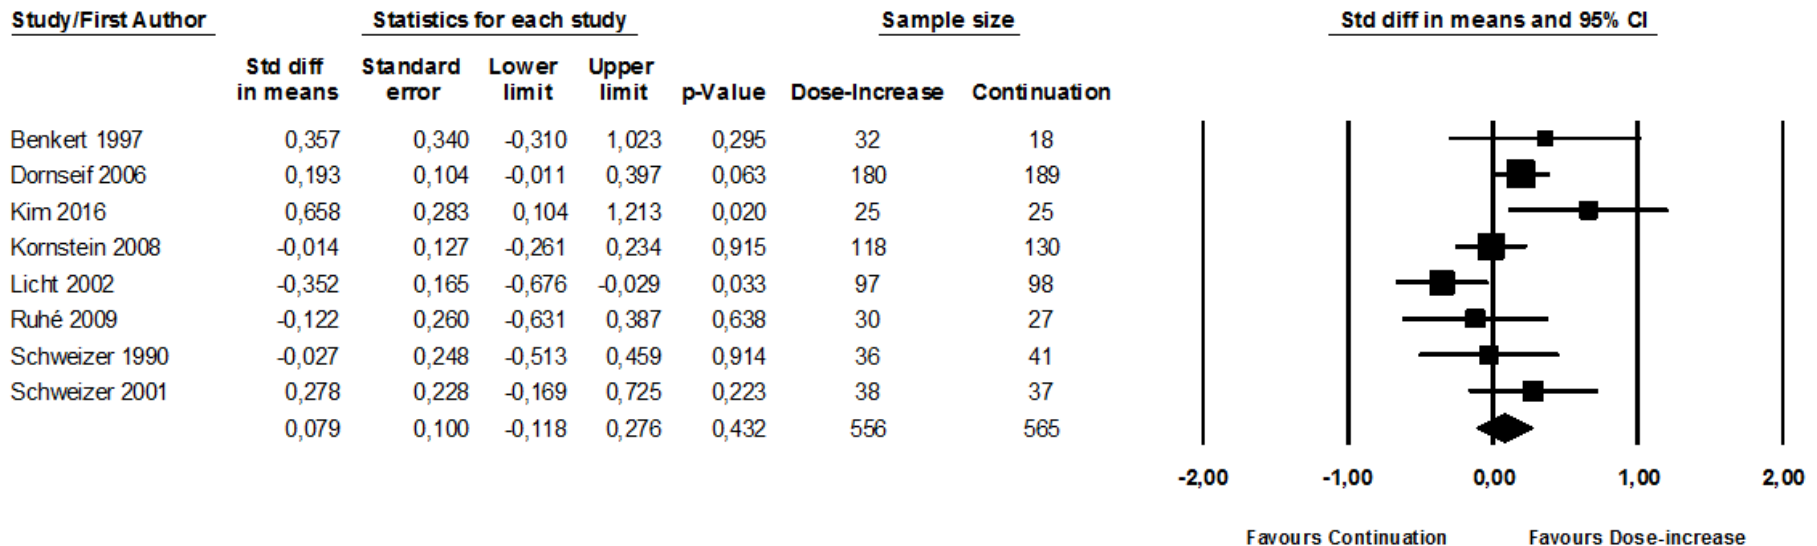 Study/First Author Statistics for each study Sample size Std diff in means and 95% CI
Std diff in means Standard error Lower limit Upper limit p-Value Dose-Increase Continuation
Benkert 1997 0,357 0,340 -0,310 1,023 0,295 32 18
Dornseif 2006 0,193 0,104 -0,011 0,397 0,063 180 189
Kim 2016 0,658 0,283 0,104 1,213 0,020 25 25
Kornstein 2008 -0,014 0,127 -0,261 0,234 0,915 118 130
Licht 2002 -0,352 0,165 -0,676 -0,029 0,033 97 98
Ruhé 2009 -0,122 0,260 -0,631 0,387 0,638 30 27
Schweizer 1990 -0,027 0,248 -0,513 0,459 0,914 36 41
Schweizer 2001 0,278 0,228 -0,169 0,725 0,223 38 37
0,079 0,100 -0,118 0,276 0,432 556 565
-2,00 -1,00 0,00 1,00 2,00
Favours Continuation Favours Dose-increase